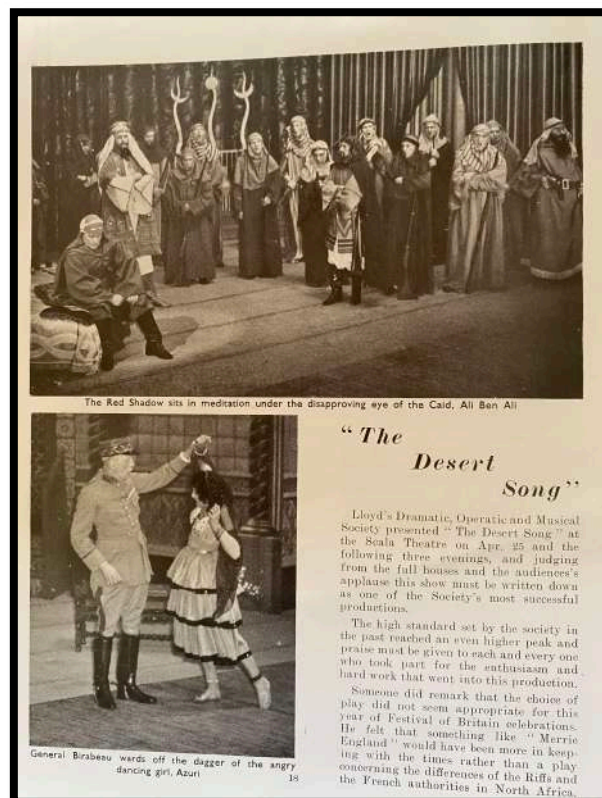 The Red Shadow sits in meditation under the disapproving eye of the Caid, Ali Ben Ali
General Birabeau wards off the dagger of the angry
dancing girl, Azuri
18
“The
Desert
Song”
Lloyd's Dramatic, Operatic and Musical
Society presented “The Desert Song” at
the Scala Theatre on Apr. 25 and the
following three evenings, and judging
from the full houses and the audiences's
applause this show must be written down
as one of the Society's most successful
productions.
The high standard set by the society in
the past reached an even higher peak and
praise must be given to each and every one
who took part for the enthusiasm and
hard work that went into this production.
Someone did remark that the choice of
play did not seem appropriate for this
year of Festival of Britain celebrations.
He felt that something like “Merrie
England” would have been more in keep-
ing with the times rather than a play
concerning the differences of the Riffs and
the French authorities in North Africa,